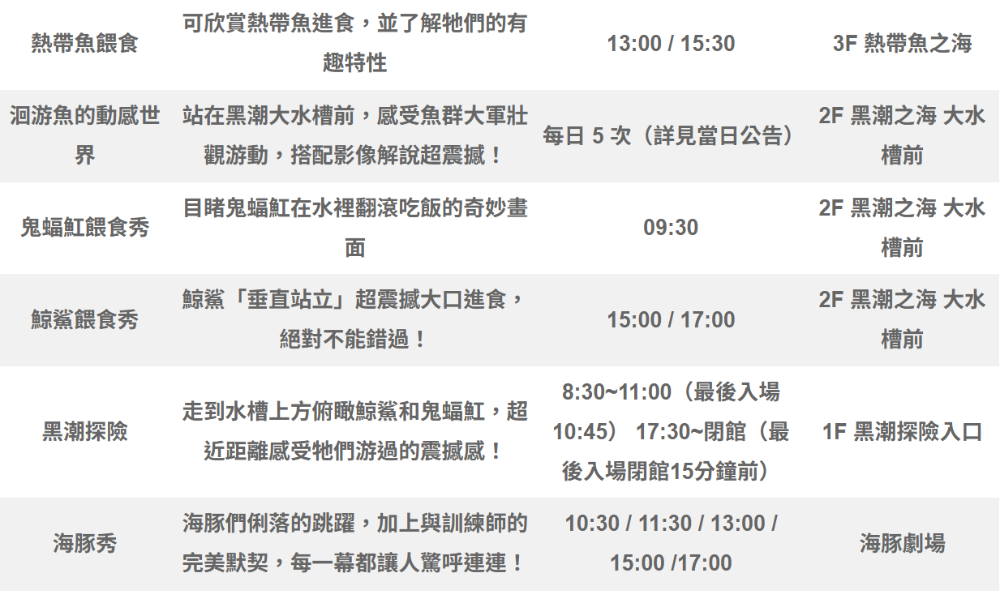 熱帶魚餵食
可欣賞熱帶魚進食，並了解牠們的有
趣特性
13:00 / 15:30
3F 熱帶魚之海
洄游魚的動感世
界
站在黑潮大水槽前，感受魚群大軍壯
觀游動，搭配影像解說超震撼！
每日 5 次（詳見當日公告）
2F 黑潮之海 大水
槽前
鬼蝠魟餵食秀
目睹鬼蝠魟在水裡翻滾吃飯的奇妙畫
面
09:30
2F 黑潮之海 大水
槽前
鯨鯊餵食秀
鯨鯊「垂直站立」超震撼大口進食，
絕對不能錯過！
15:00 / 17:00
2F 黑潮之海 大水
槽前
黑潮探險
走到水槽上方俯瞰鯨鯊和鬼蝠魟，超
近距離感受牠們游過的震撼感！
8:30~11:00（最後入場
10:45） 17:30~閉館（最
後入場閉館15分鐘前）
1F 黑潮探險入口
海豚秀
海豚們俐落的跳躍，加上與訓練師的
完美默契，每一幕都讓人驚呼連連！
10:30 / 11:30 / 13:00 /
15:00 /17:00
海豚劇場